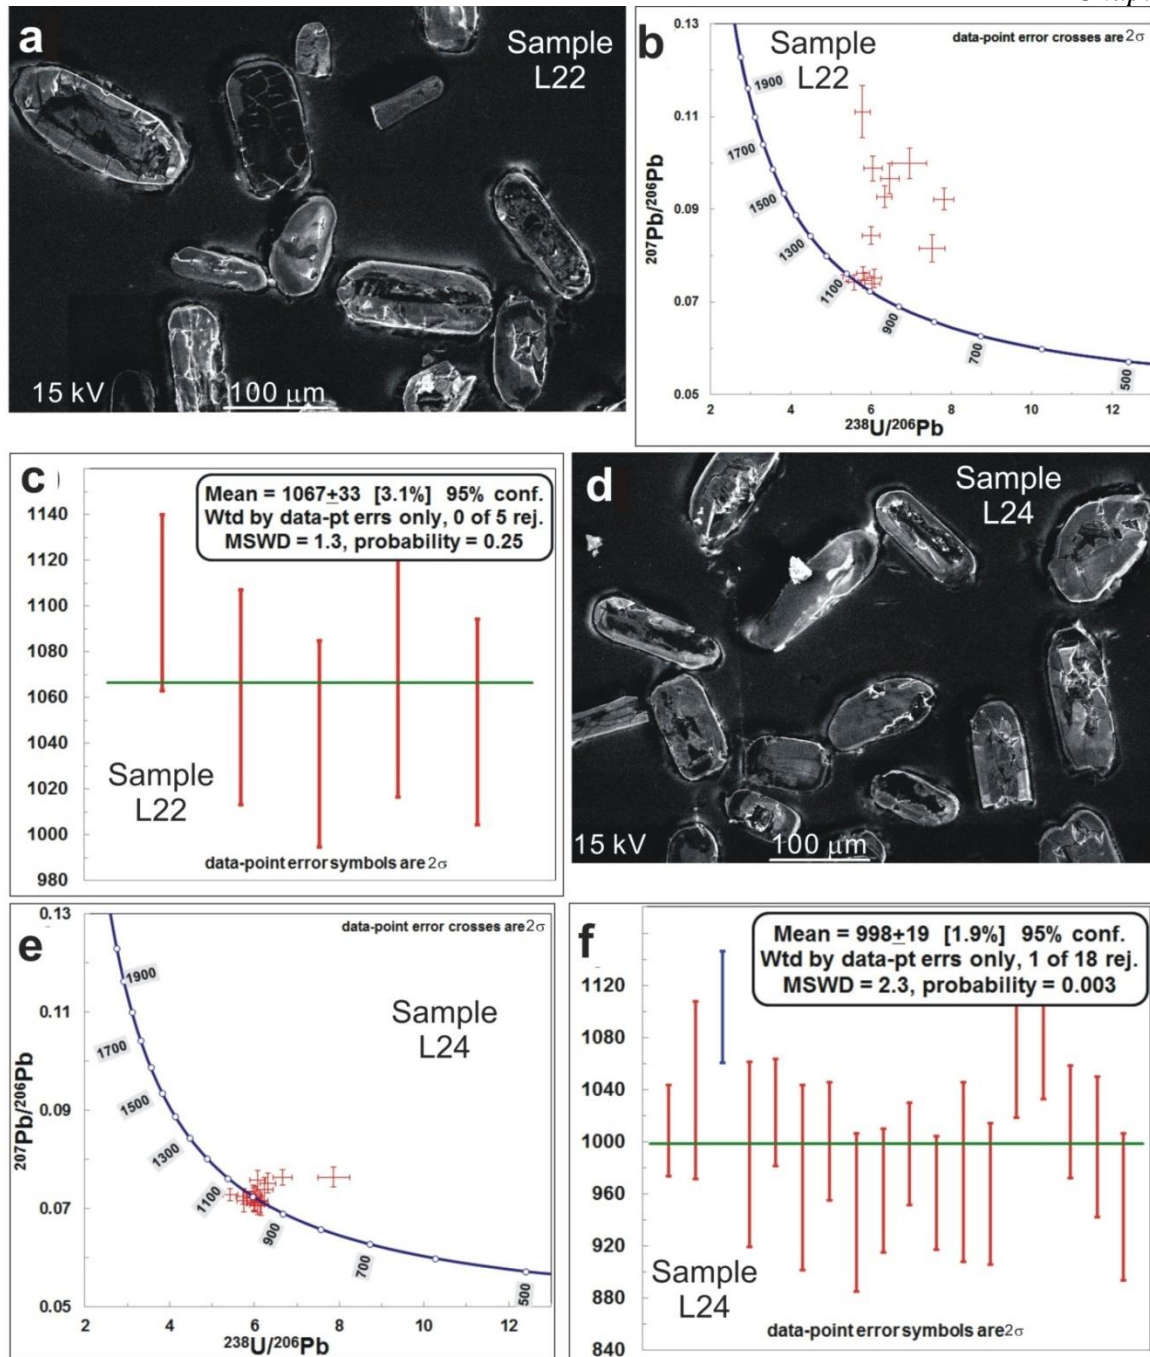 a
Sample
L22
15 kV
100 µm
b
Sample
L22
data-point error crosses are 2σ
0.13
0.11
0.09
0.07
0.05
207Pb/206Pb
1900
1700
1500
1300
1100
900
700
500
2 4 6 8 10 12
238U/206Pb
c
Mean = 1067±33 [3.1%] 95% conf.
Wtd by data-pt errs only, 0 of 5 rej.
MSWD = 1.3, probability = 0.25
1140
1120
1100
1080
1060
1040
1020
1000
980
Sample
L22
data-point error symbols are 2σ
d
Sample
L24
15 kV
100 µm
e
data-point error crosses are 2σ
Sample
L24
0.13
0.11
0.09
0.07
0.05
207Pb/206Pb
1900
1700
1500
1300
1100
900
700
500
2 4 6 8 10 12
238U/206Pb
f
Mean = 998±19 [1.9%] 95% conf.
Wtd by data-pt errs only, 1 of 18 rej.
MSWD = 2.3, probability = 0.003
1120
1080
1040
1000
960
920
880
840
Sample
L24
data-point error symbols are 2σ